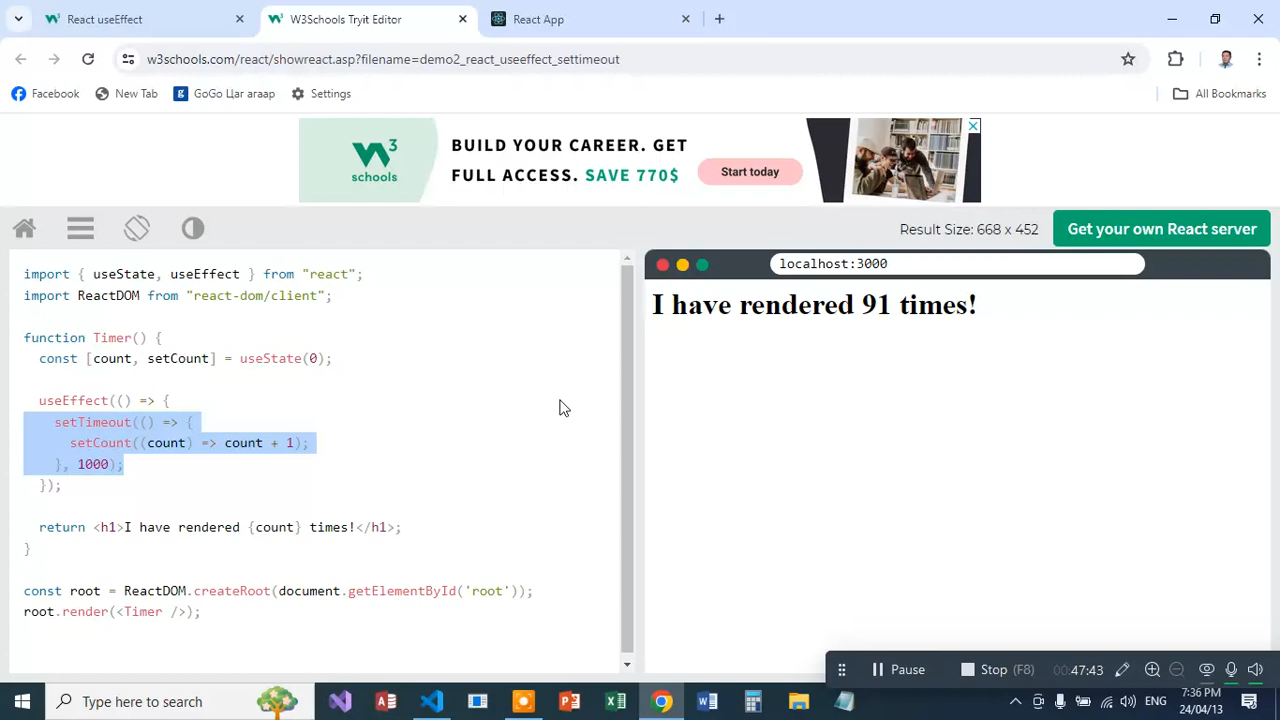 React useEffect
W3Schools Tryit Editor
React App
w3schools.com/react/showreact.asp?filename=demo2_react_useeffect_settimeout
Facebook
New Tab
GoGo Цаг агаар
Settings
All Bookmarks
W3
schools
BUILD YOUR CAREER. GET
FULL ACCESS. SAVE 770$
Start today
Result Size: 668 x 452
Get your own React server
import { useState, useEffect } from "react";
import ReactDOM from "react-dom/client";
function Timer() {
const [count, setCount] = useState(0);
useEffect(() => {
setTimeout(() => {
setCount((count) => count + 1);
}, 1000);
});
return <h1>I have rendered {count} times!</h1>;
}
const root = ReactDOM.createRoot(document.getElementById('root'));
root.render(<Timer />);
localhost:3000
I have rendered 91 times!
Pause
Stop (F8)
00:47:43
Type here to search
ENG
7:36 PM
24/04/13